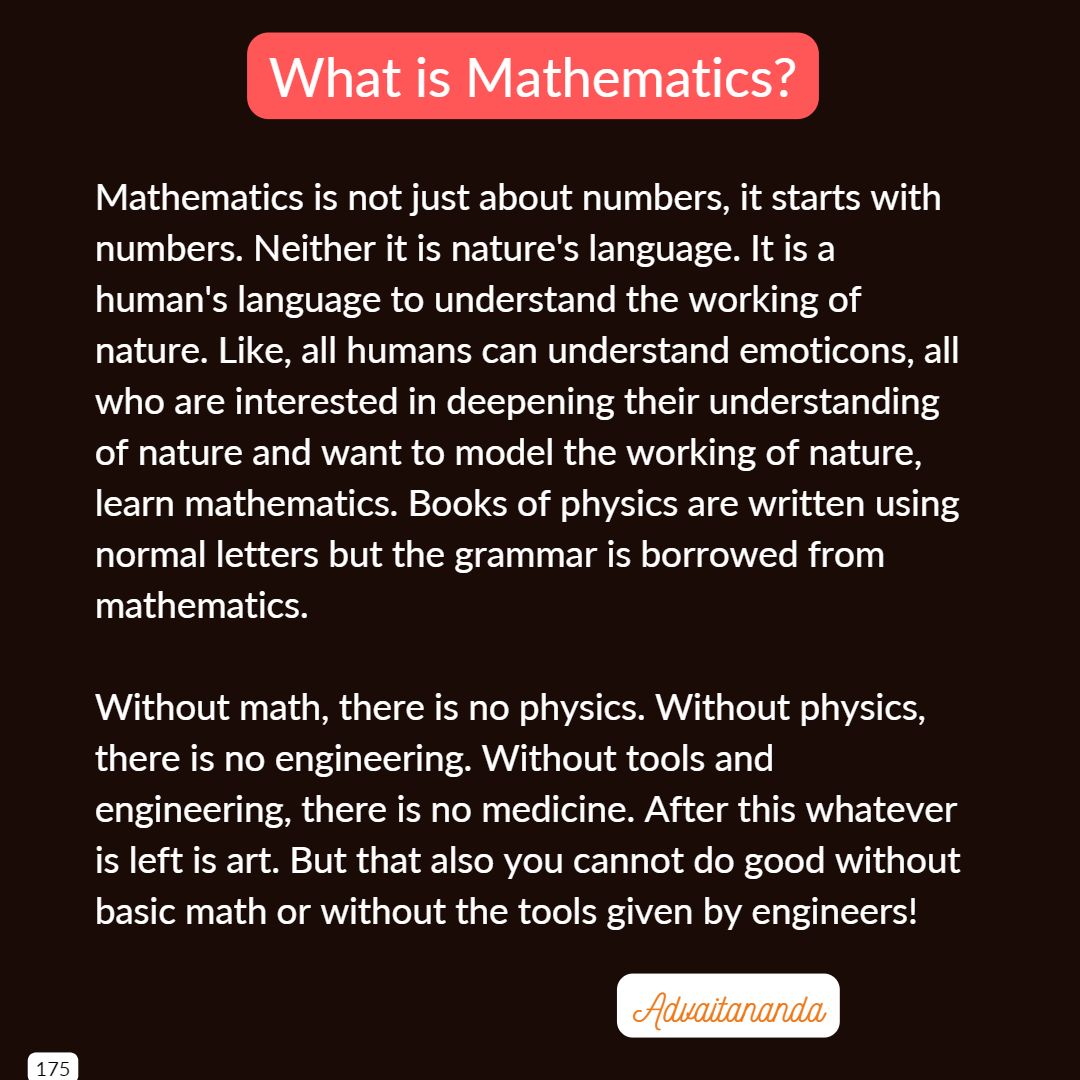 What is Mathematics?
Mathematics is not just about numbers, it starts with
numbers. Neither it is nature's language. It is a
human's language to understand the working of
nature. Like, all humans can understand emoticons, all
who are interested in deepening their understanding
of nature and want to model the working of nature,
learn mathematics. Books of physics are written using
normal letters but the grammar is borrowed from
mathematics.
Without math, there is no physics. Without physics,
there is no engineering. Without tools and
engineering, there is no medicine. After this whatever
is left is art. But that also you cannot do good without
basic math or without the tools given by engineers!
Advaitananda
175